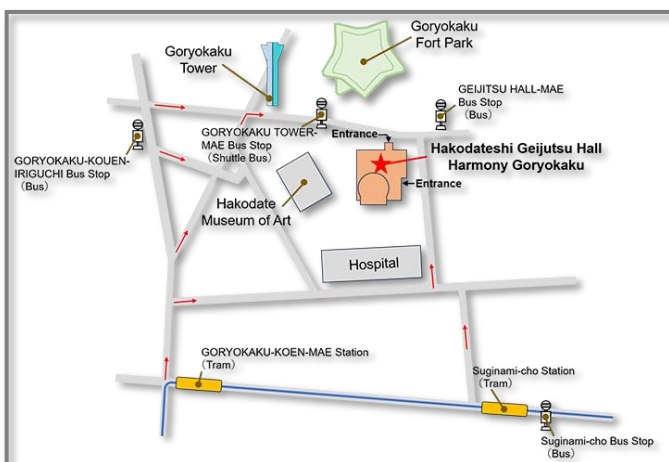 Goryokaku
Tower
Goryokaku
Fort Park
GEIJITSU HALL-MAE
Bus Stop
(Bus)
GORYOKAKU TOWER-
MAE Bus Stop
(Shuttle Bus)
Entrance
GORYOKAKU-KOUEN-
IRIGUCHI Bus Stop
(Bus)
Hakodateshi Geijutsu Hall
Harmony Goryokaku
Entrance
Hakodate
Museum of Art
Hospital
GORYOKAKU-KOEN-MAE Station
(Tram)
Suginami-cho Station
(Tram)
Suginami-cho Bus Stop
(Bus)